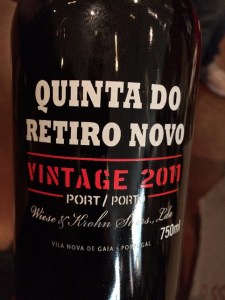 QUINTA DO
RETIRO NOVO
VINTAGE 2011
PORT / PORTO
Wiese & Krohn Sucrs., Lda
750ml
VILA NOVA DE GAIA - PORTUGAL